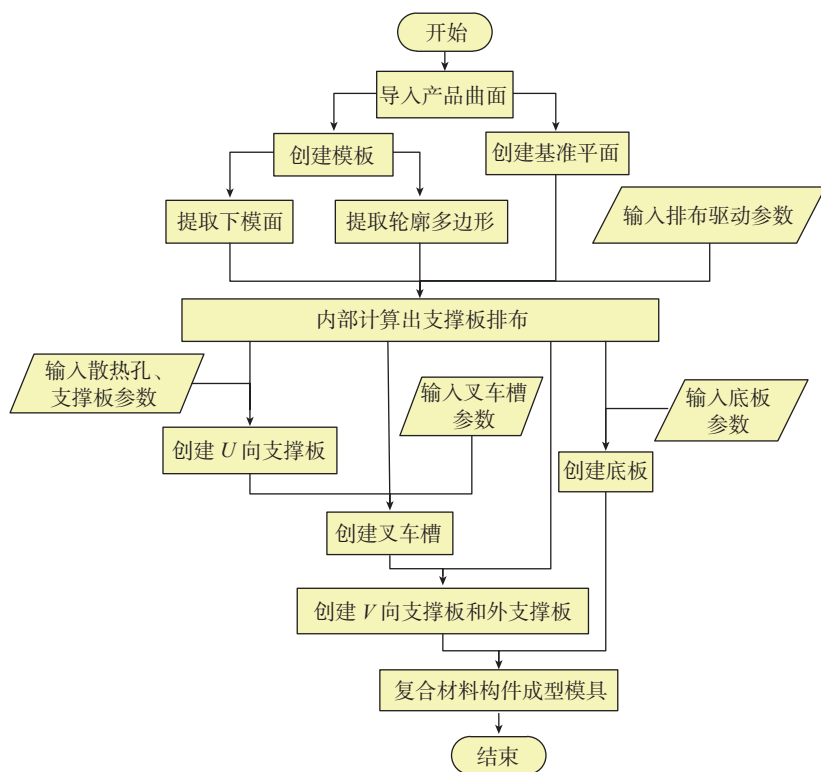 开始
导入产品曲面
创建模板
创建基准平面
提取下模面
提取轮廓多边形
输入排布驱动参数
内部计算出支撑板排布
输入散热孔、
支撑板参数
输入叉车槽
参数
输入底板
参数
创建 U 向支撑板
创建底板
创建叉车槽
创建 V 向支撑板和外支撑板
复合材料构件成型模具
结束